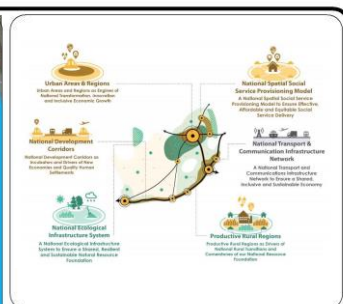 Urban Areas & Regions
Urban Areas and Regions as Engines of
National Transformation, Innovation
and Inclusive Economic Growth
National Spatial Social
Service Provisioning Model
A National Spatial Social Service
Provisioning Model to Ensure Effective,
Affordable and Equitable Social
Service Delivery
National Development
Corridors
National Development Corridors as
Incubators and Drivers of New
Economies and Quality Human
Settlements
National Transport &
Communication Infrastructure
Network
A National Transport and
Communications Infrastructure
Network to Ensure a Shared,
Inclusive and Sustainable Economy
National Ecological
Infrastructure System
A National Ecological Infrastructure
System to Ensure a Shared, Resilient
and Sustainable Natural Resource
Foundation
Productive Rural Regions
Productive Rural Regions as Drivers of
National Rural Transitions and
Cornerstones of our National Resource
Foundation